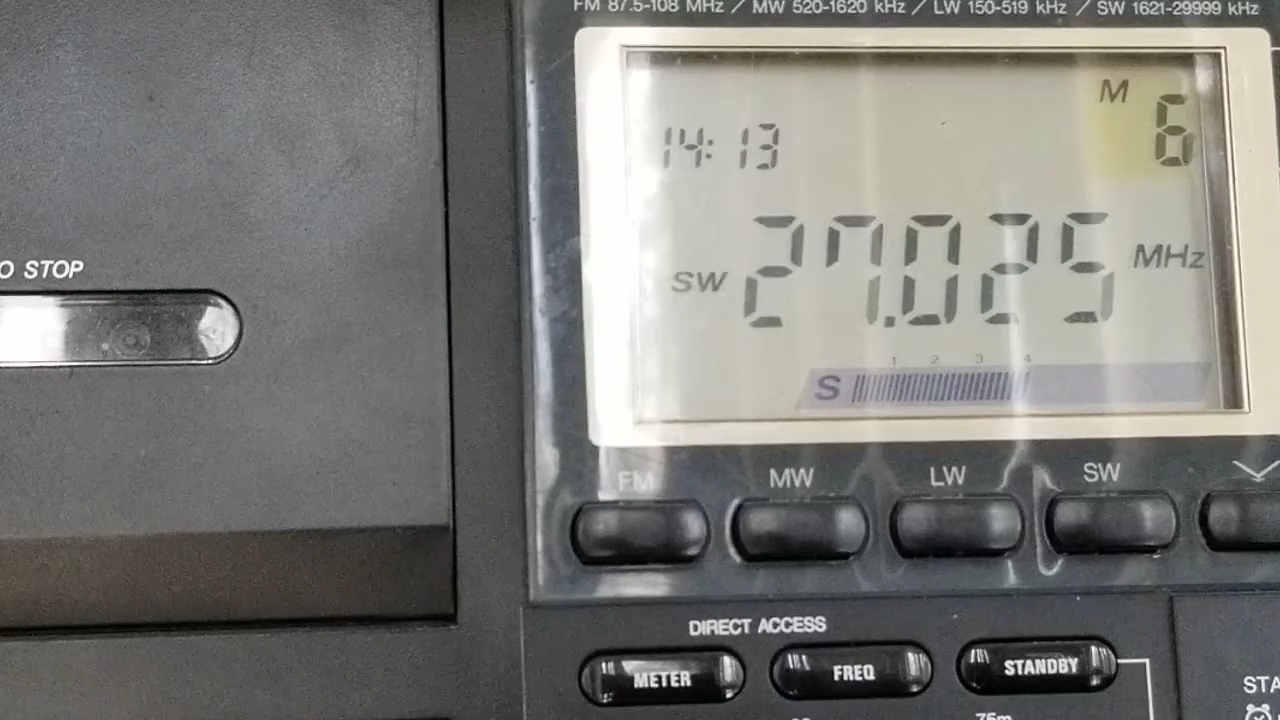 FM 87.5-108 MHz / MW 520-1620 kHz / LW 150-519 kHz / SW 1621-29999 kHz
M 6
14:13
SW 27.025 MHz
1 2 3 4
S
O STOP
FM MW LW SW
DIRECT ACCESS
METER FREQ STANDBY
75m
STA